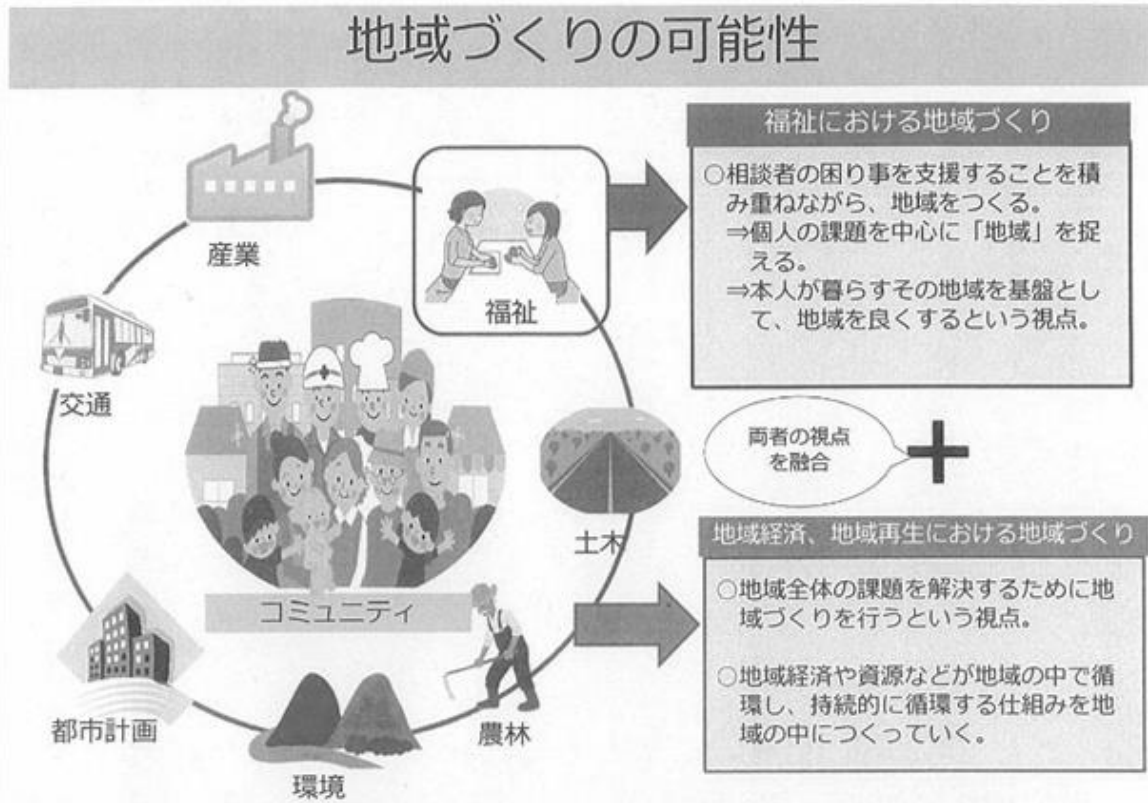 地域づくりの可能性
産業
福祉
交通
土木
コミュニティ
都市計画
農林
環境
福祉における地域づくり
○相談者の困り事を支援することを積
み重ねながら、地域をつくる。
⇒個人の課題を中心に「地域」を捉
える。
⇒本人が暮らすその地域を基盤とし
て、地域を良くするという視点。
両者の視点
を融合
+
地域経済、地域再生における地域づくり
○地域全体の課題を解決するために地
域づくりを行うという視点。
○地域経済や資源などが地域の中で循
環し、持続的に循環する仕組みを地
域の中につくっていく。